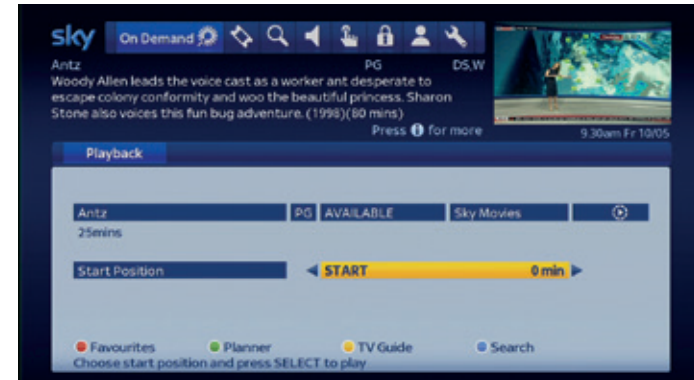 sky On Demand
Antz PG DS,W
Woody Allen leads the voice cast as a worker ant desperate to
escape colony conformity and woo the beautiful princess. Sharon
Stone also voices this fun bug adventure. (1998)(80 mins)
Press i for more
9.30am Fr 10/05
Playback
Antz PG AVAILABLE Sky Movies
25mins
Start Position START 0 min
Favourites Planner TV Guide Search
Choose start position and press SELECT to play